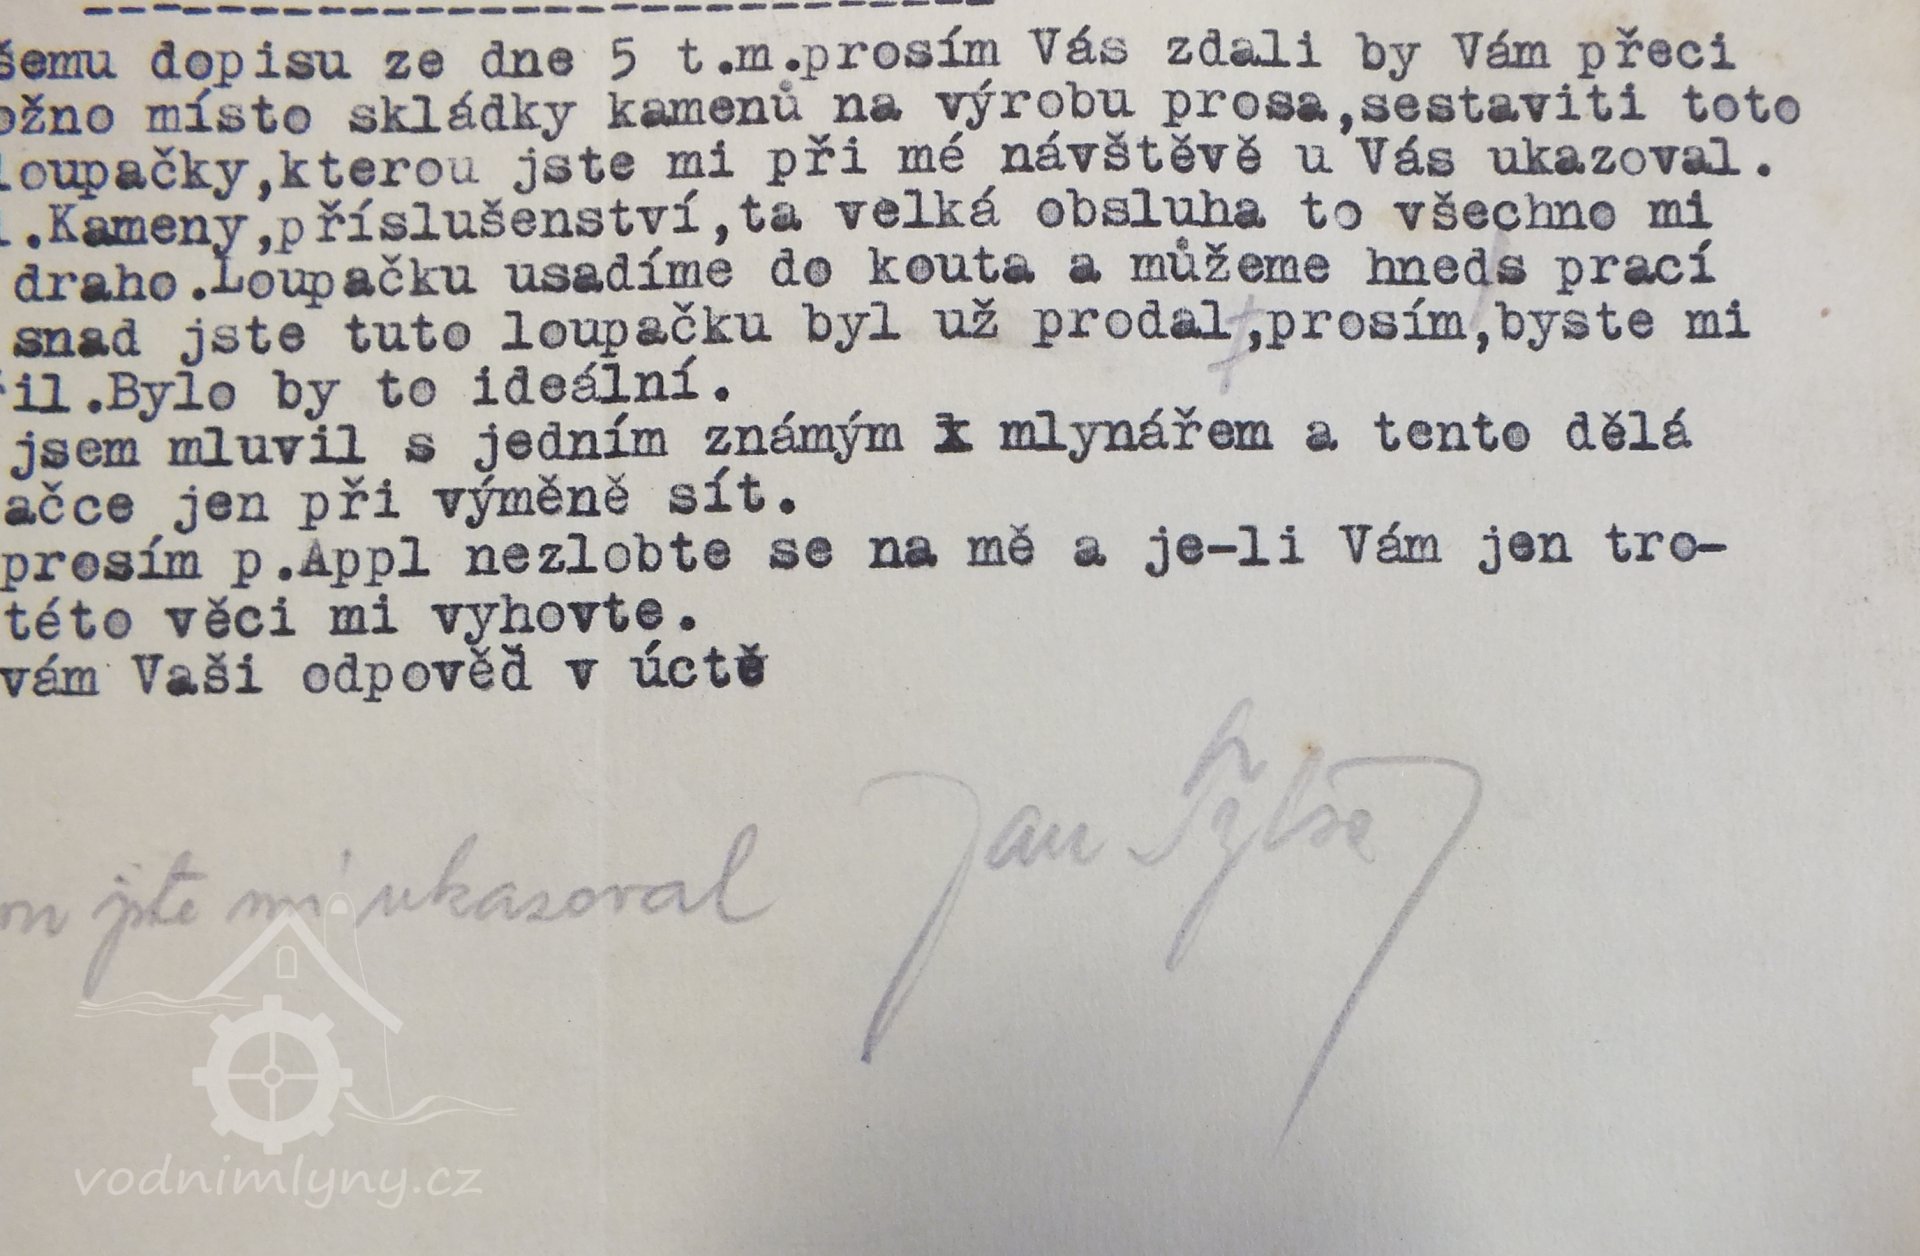 šemu dopisu ze dne 5 t.m.prosím Vás zdali by Vám přeci
ožno místo skládky kamenů na výrobu prosa,sestaviti toto
loupačky,kterou jste mi při mé návštěvě u Vás ukazoval.
.Kameny,příslušenství,ta velká obsluha to všechno mi
draho.Loupačku usadíme do kouta a můžeme hneds prací
snad jste tuto loupačku byl už prodal,prosím,byste mi
il.Bylo by to ideální.
jsem mluvil s jedním známým k mlynářem a tento dělá
ačce jen při výměně sít.
prosím p.Appl nezlobte se na mě a je-li Vám jen tro-
této věci mi vyhovte.
vám Vaši odpověď v úctě
Jan
ou jste mi ukazoval
vodnimlyny.cz